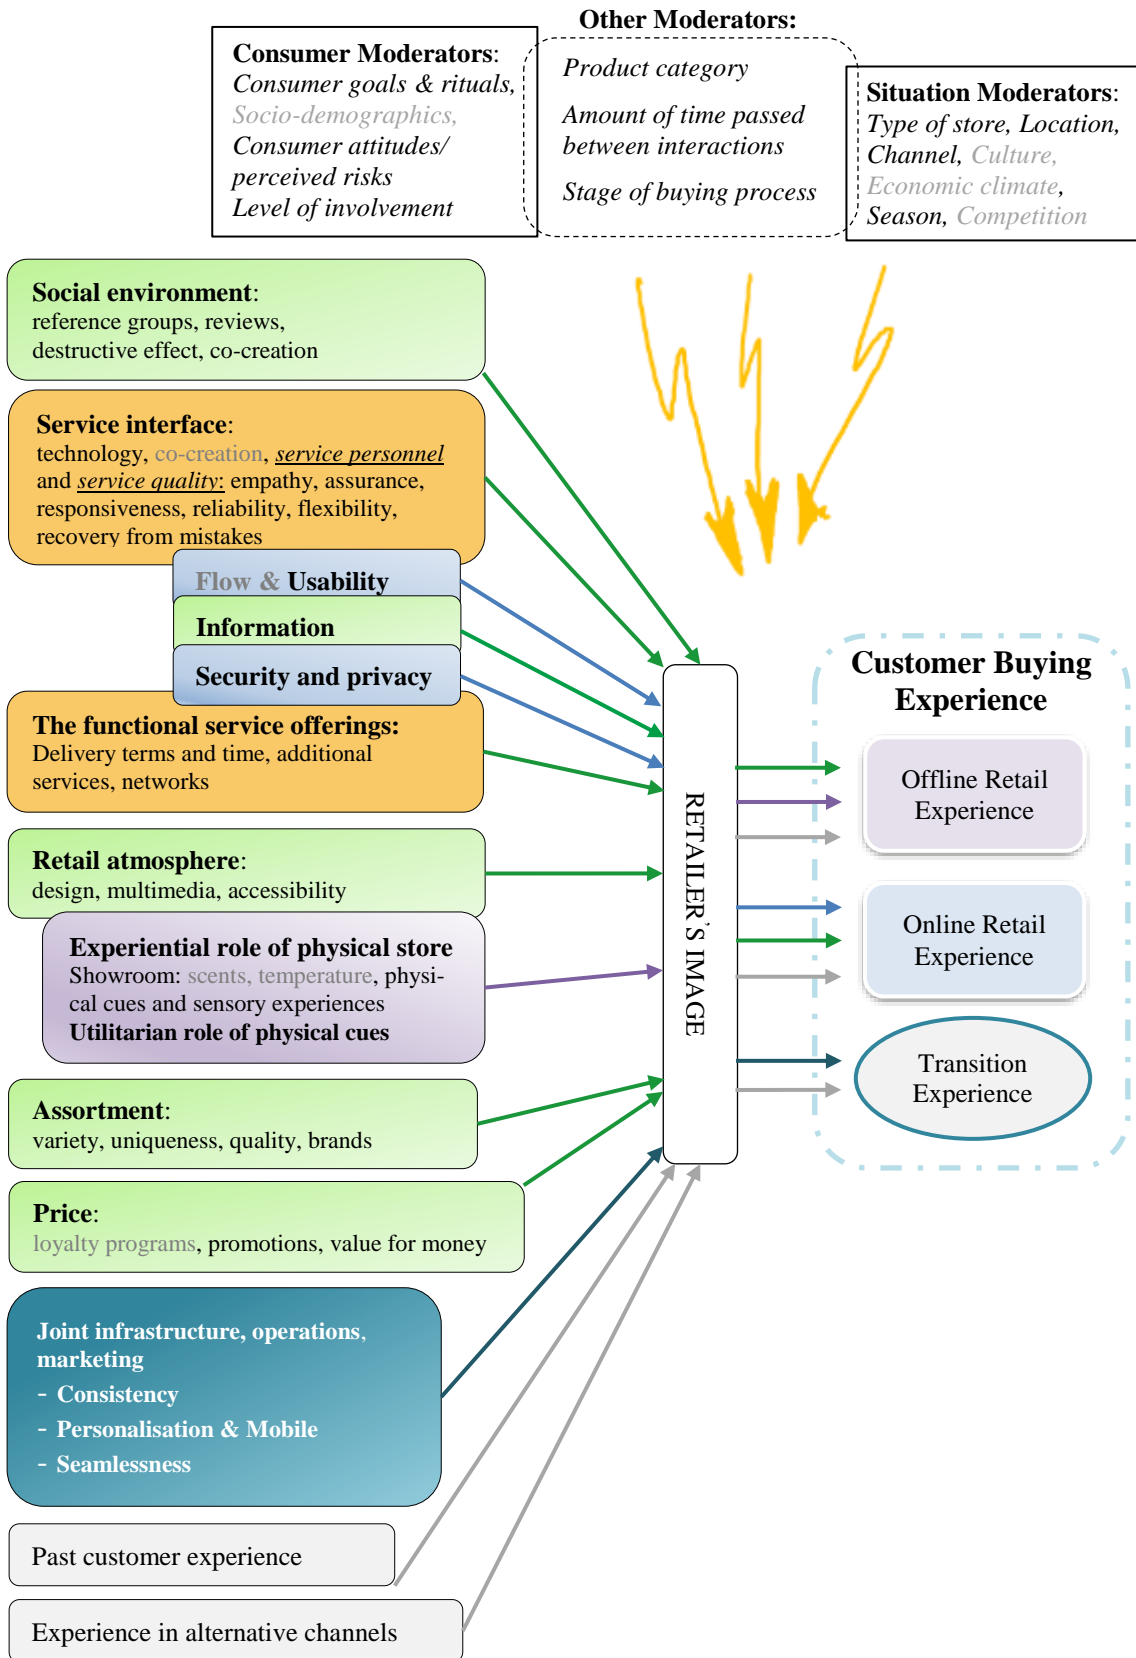 Other Moderators:
Consumer Moderators:
Consumer goals & rituals,
Socio-demographics,
Consumer attitudes/
perceived risks
Level of involvement
Product category
Amount of time passed
between interactions
Stage of buying process
Situation Moderators:
Type of store, Location,
Channel, Culture,
Economic climate,
Season, Competition
Social environment:
reference groups, reviews,
destructive effect, co-creation
Service interface:
technology, co-creation, service personnel
and service quality: empathy, assurance,
responsiveness, reliability, flexibility,
recovery from mistakes
Flow & Usability
Information
Security and privacy
The functional service offerings:
Delivery terms and time, additional
services, networks
Retail atmosphere:
design, multimedia, accessibility
Experiential role of physical store
Showroom: scents, temperature, physi-
cal cues and sensory experiences
Utilitarian role of physical cues
Assortment:
variety, uniqueness, quality, brands
Price:
loyalty programs, promotions, value for money
Joint infrastructure, operations,
marketing
- Consistency
- Personalisation & Mobile
- Seamlessness
Past customer experience
Experience in alternative channels
RETAILER'S IMAGE
Customer Buying
Experience
Offline Retail
Experience
Online Retail
Experience
Transition
Experience